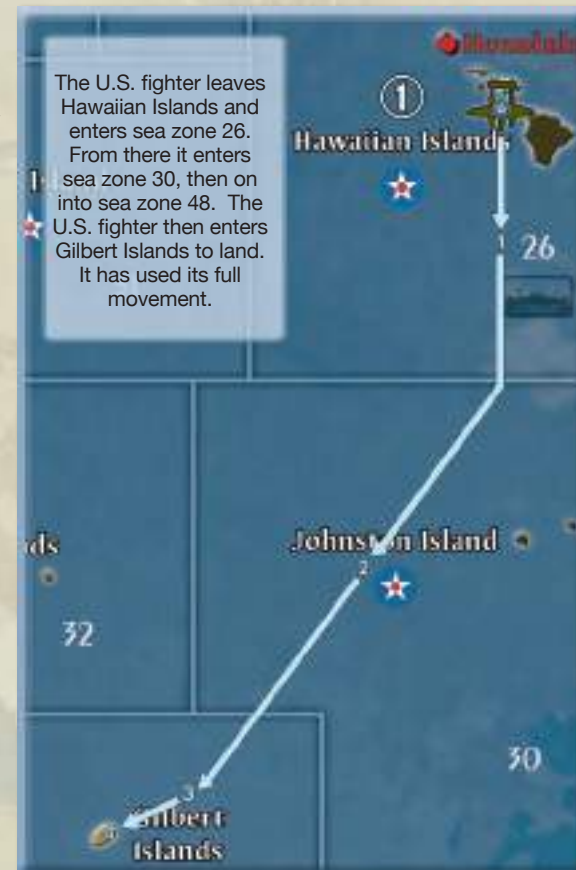 The U.S. fighter leaves
Hawaiian Islands and
enters sea zone 26.
From there it enters
sea zone 30, then on
into sea zone 48.  The
U.S. fighter then enters
Gilbert Islands to land.
It has used its full
movement.
1
Hawaiian Islands
1
26
Johnston Island
2
ds
32
30
3
Gilbert
Islands